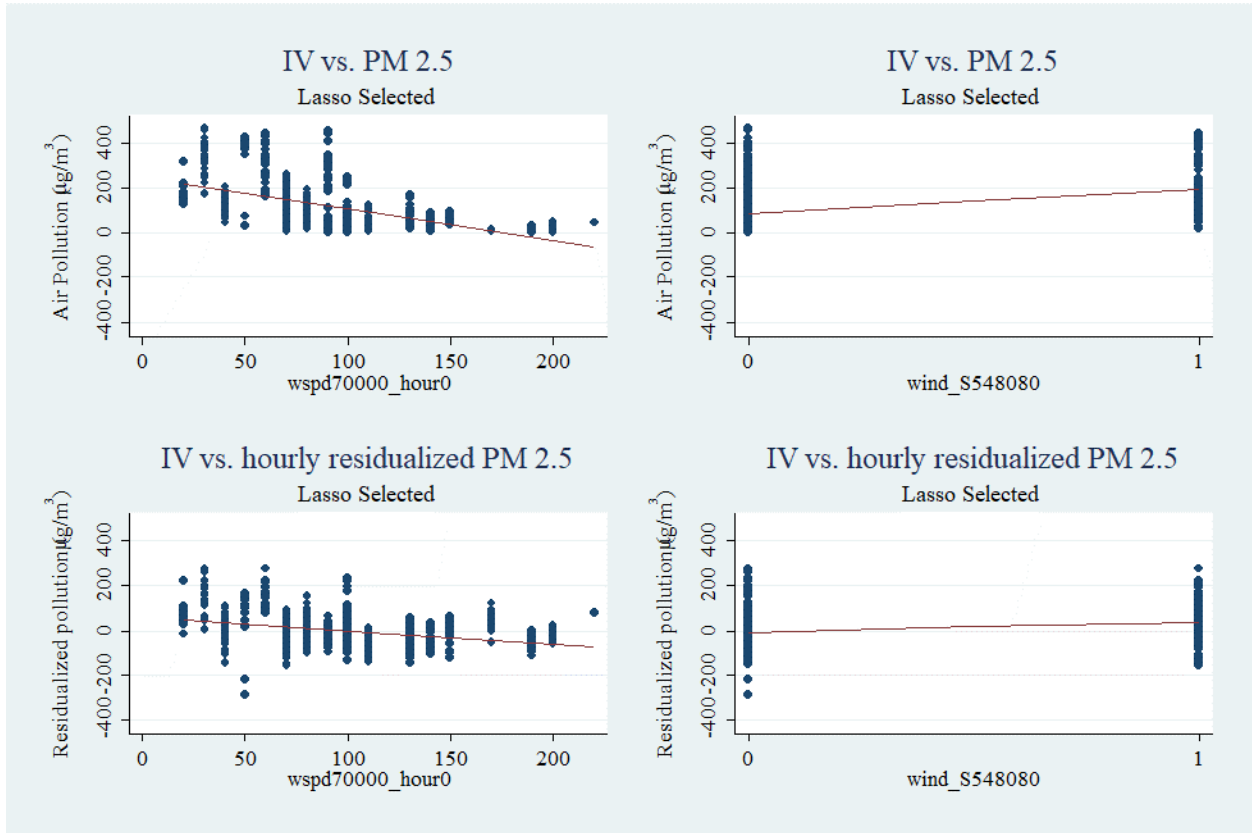 IV vs. PM 2.5
Lasso Selected
Air Pollution (µg/m³)
400
200
0
-200
-400
0 50 100 150 200
wspd70000_hour0
IV vs. PM 2.5
Lasso Selected
Air Pollution (µg/m³)
400
200
0
-200
-400
0 1
wind_S548080
IV vs. hourly residualized PM 2.5
Lasso Selected
Residualized pollution(µg/m³)
400
200
0
-200
-400
0 50 100 150 200
wspd70000_hour0
IV vs. hourly residualized PM 2.5
Lasso Selected
Residualized pollution(µg/m³)
400
200
0
-200
-400
0 1
wind_S548080